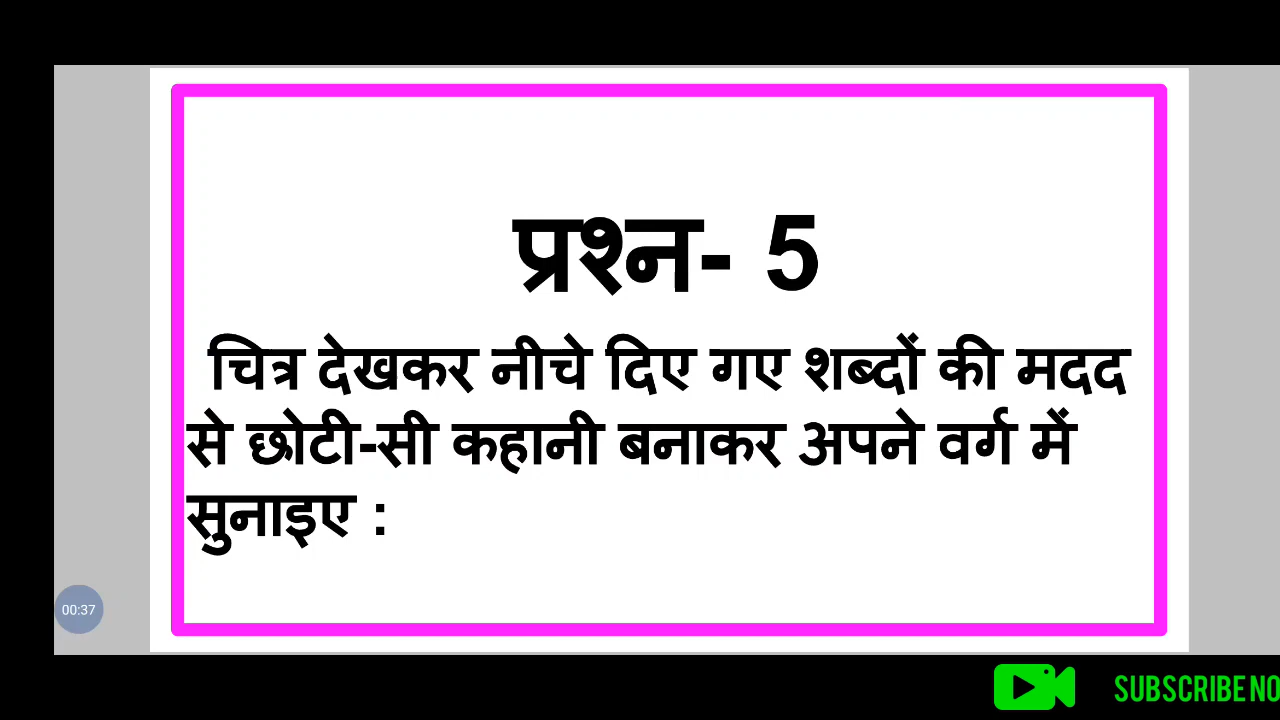 प्रश्न- 5
चित्र देखकर नीचे दिए गए शब्दों की मदद
से छोटी-सी कहानी बनाकर अपने वर्ग में
सुनाइए :
00:37
SUBSCRIBE NO